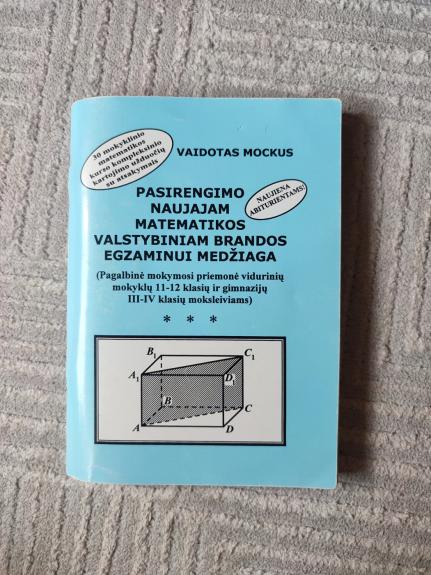 30 mokyklinio
matematikos
kurso kompleksinio
kartojimo užduočių
su atsakymais
VAIDOTAS MOCKUS
NAUJIENA
ABITURIENTAMS!
PASIRENGIMO
NAUJAJAM
MATEMATIKOS
VALSTYBINIAM BRANDOS
EGZAMINUI MEDŽIAGA
(Pagalbinė mokymosi priemonė vidurinių
mokyklų 11-12 klasių ir gimnazijų
III-IV klasių moksleiviams)
* * *
B1 C1
A1 D1
B C
A D